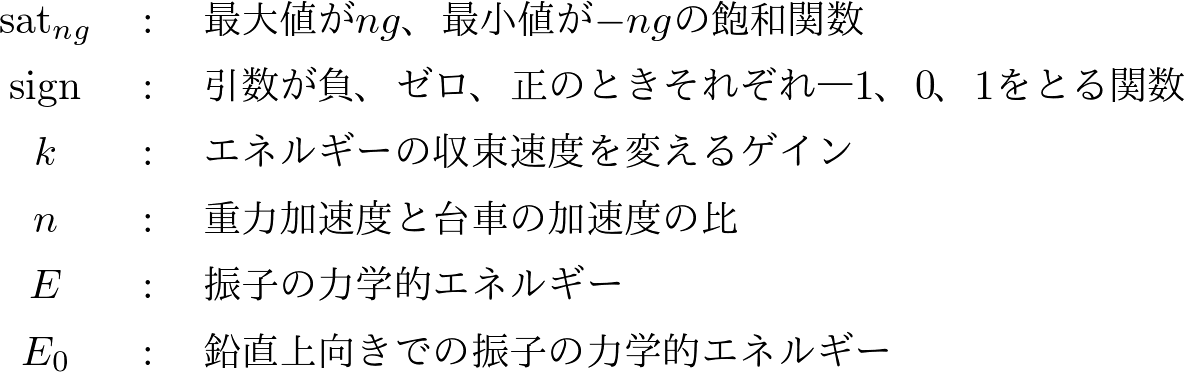 sat_{ng} : 最大値がng、最小値が−ngの飽和関数
sign : 引数が負、ゼロ、正のときそれぞれ—1、0、1をとる関数
k : エネルギーの収束速度を変えるゲイン
n : 重力加速度と台車の加速度の比
E : 振子の力学的エネルギー
E_0 : 鉛直上向きでの振子の力学的エネルギー